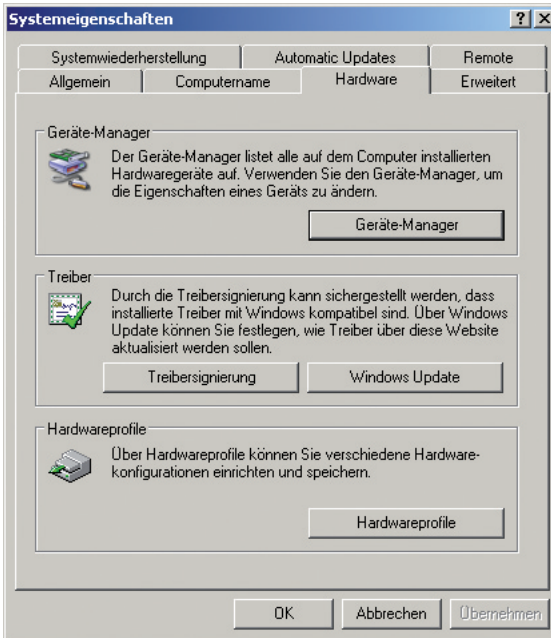 Systemeigenschaften
Systemwiederherstellung Automatic Updates Remote
Allgemein Computername Hardware Erweitert
Geräte-Manager
Der Geräte-Manager listet alle auf dem Computer installierten
Hardwaregeräte auf. Verwenden Sie den Geräte-Manager, um
die Eigenschaften eines Geräts zu ändern.
Geräte-Manager
Treiber
Durch die Treibersignierung kann sichergestellt werden, dass
installierte Treiber mit Windows kompatibel sind. Über Windows
Update können Sie festlegen, wie Treiber über diese Website
aktualisiert werden sollen.
Treibersignierung Windows Update
Hardwareprofile
Über Hardwareprofile können Sie verschiedene Hardware-
konfigurationen einrichten und speichern.
Hardwareprofile
OK Abbrechen Übernehmen